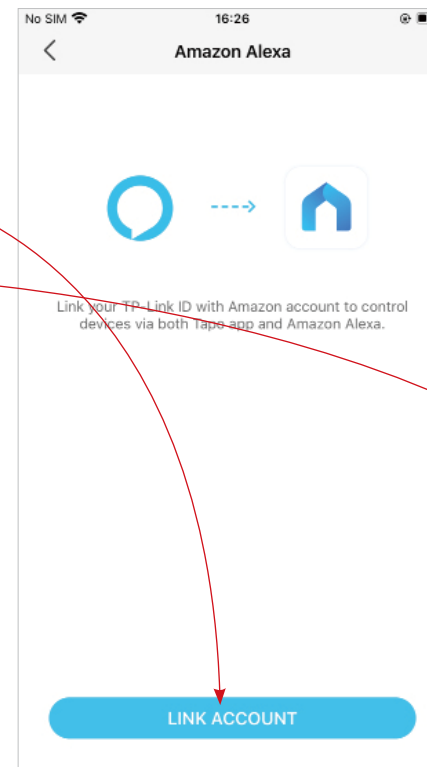 No SIM 16:26
Amazon Alexa
Link your TP-Link ID with Amazon account to control
devices via both Tapo app and Amazon Alexa.
LINK ACCOUNT